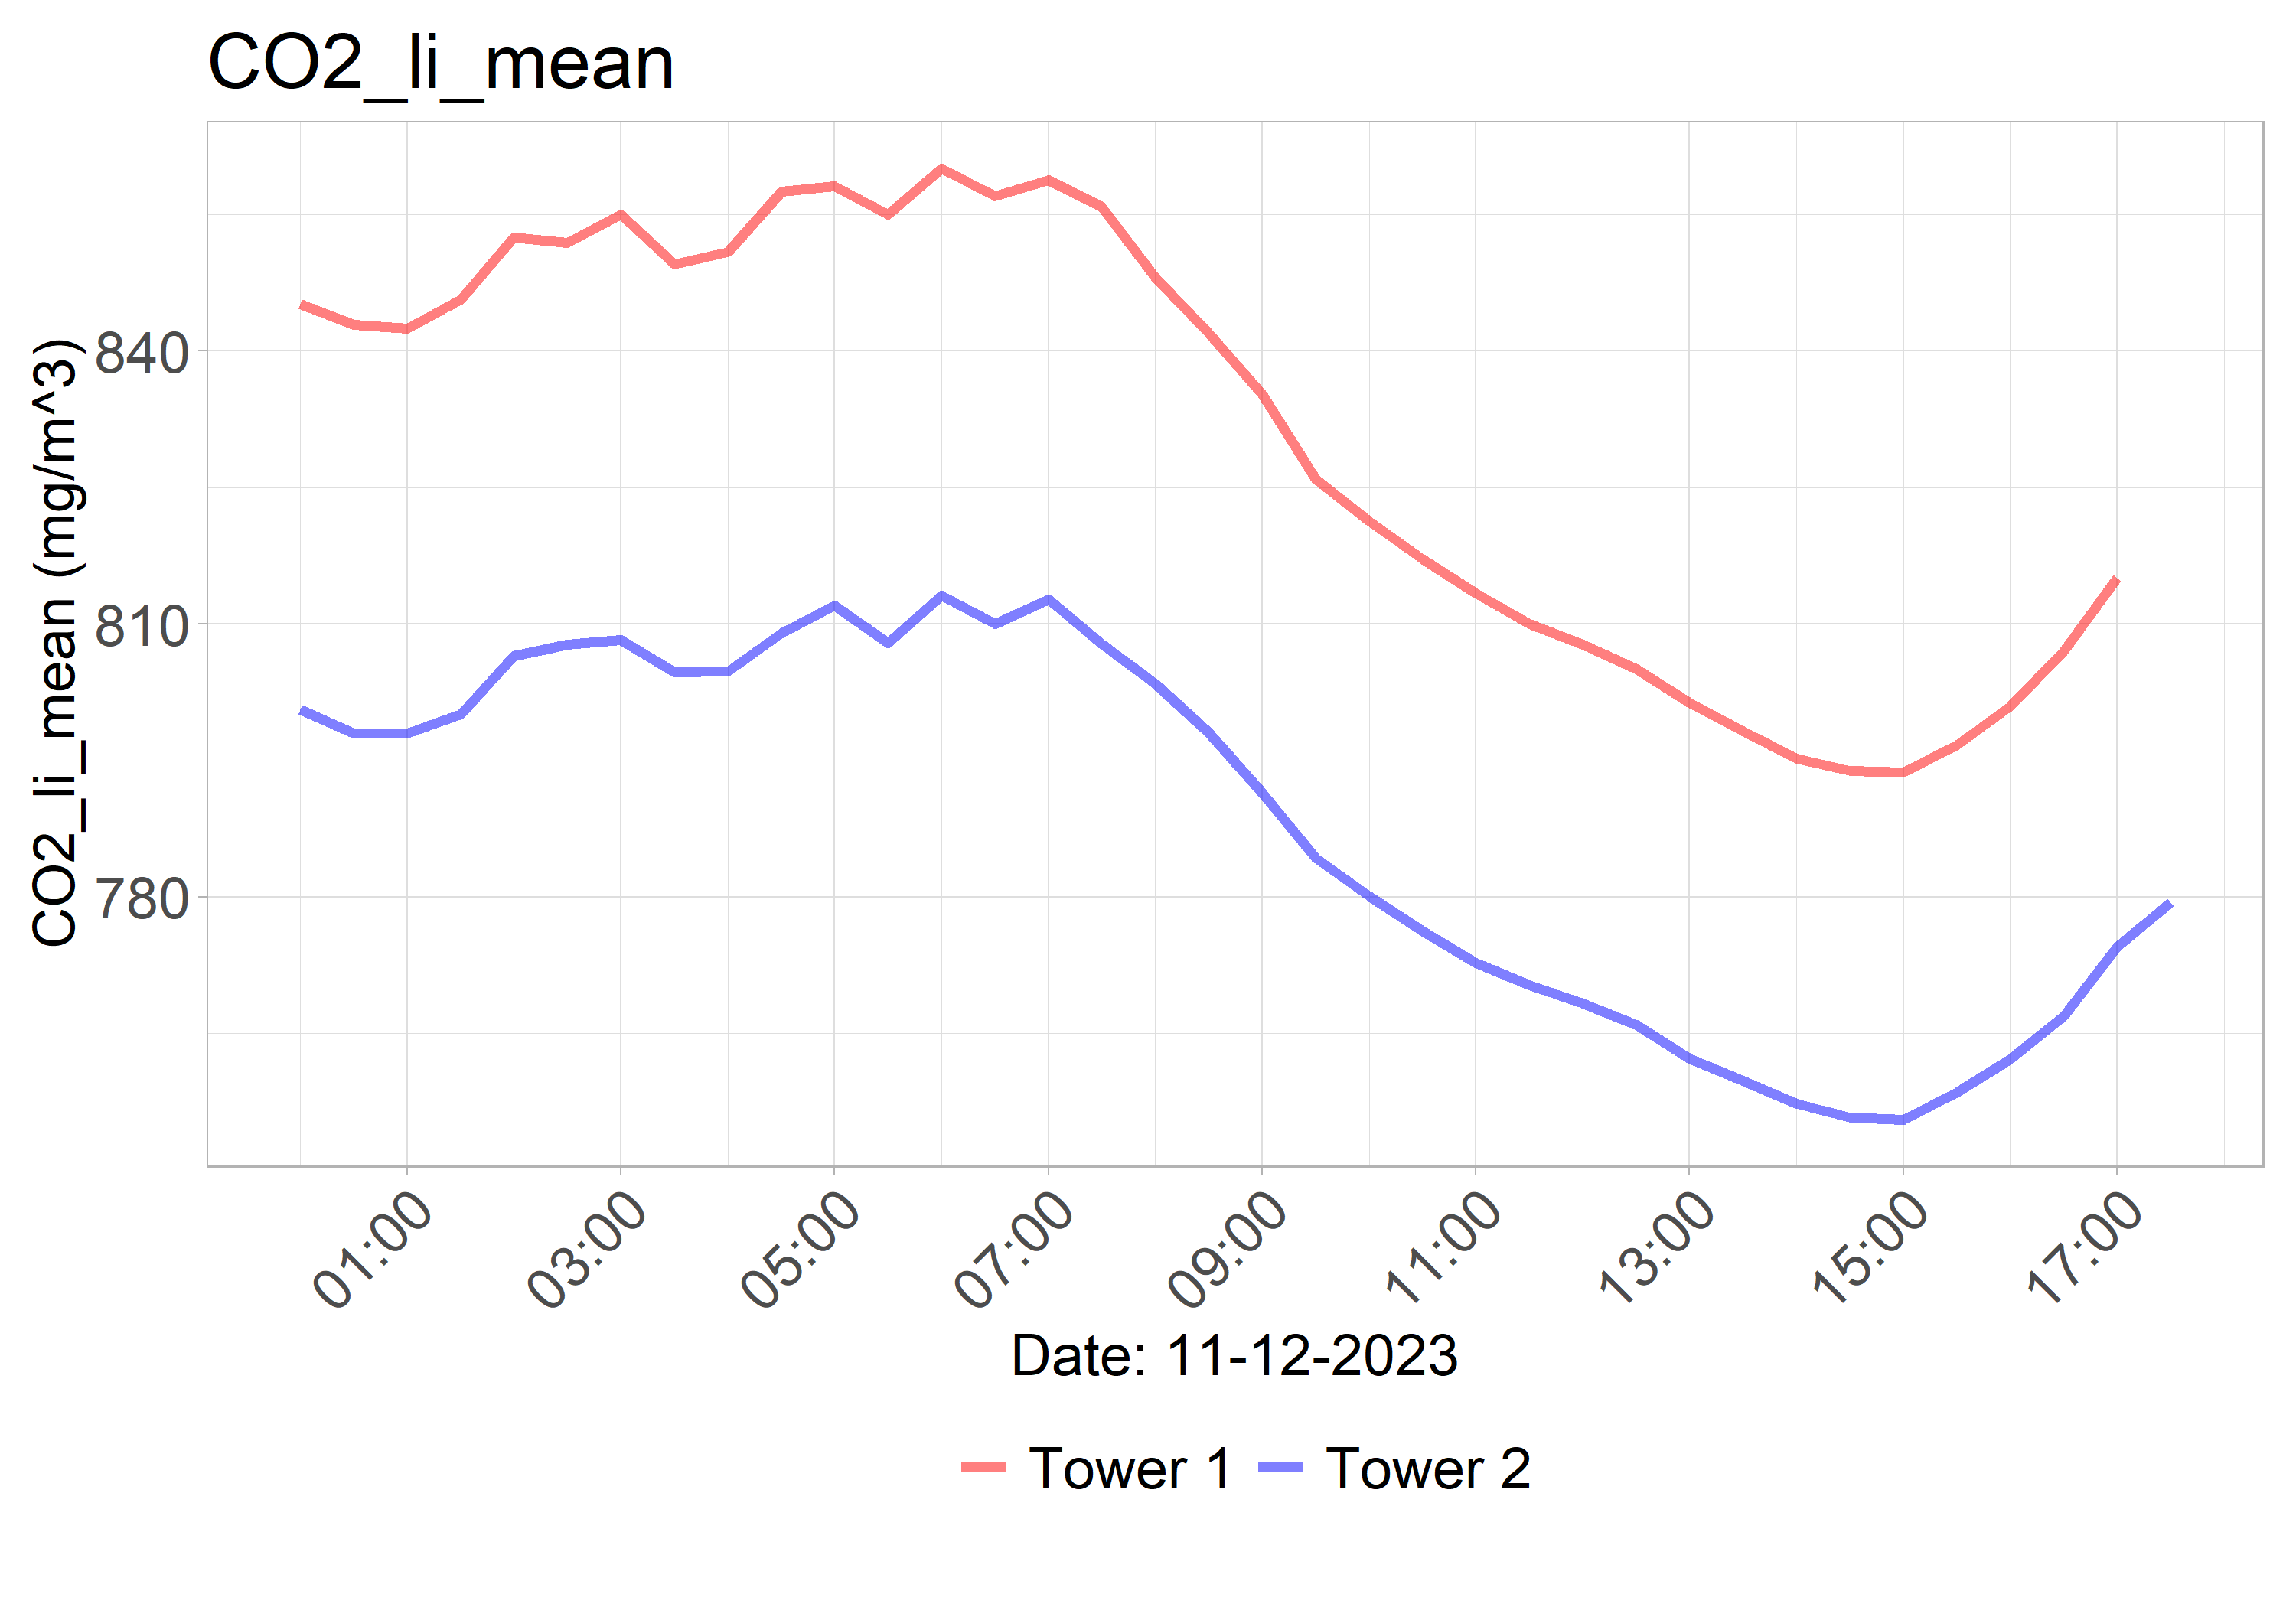 CO2_li_mean
CO2_li_mean (mg/m^3)
840
810
780
01:00
03:00
05:00
07:00
09:00
11:00
13:00
15:00
17:00
Date: 11-12-2023
Tower 1
Tower 2